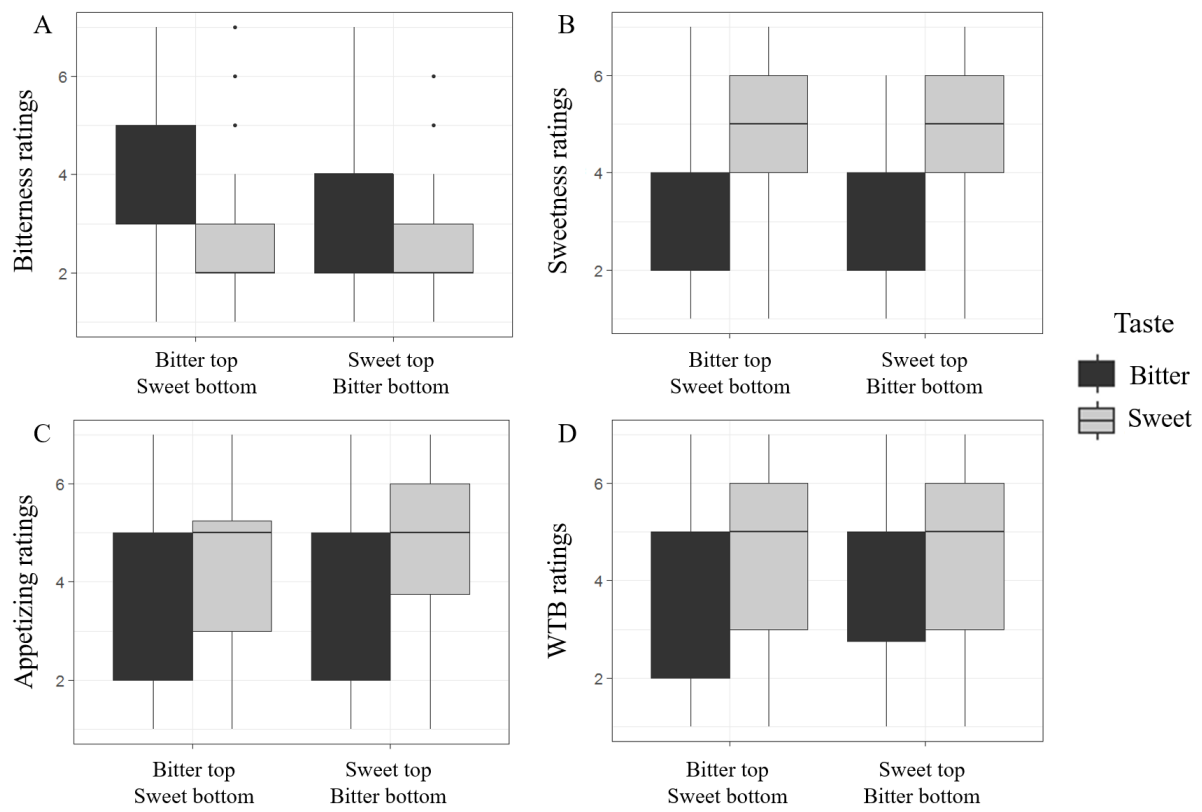 A
Bitterness ratings
6
4
2
Bitter top
Sweet bottom
Sweet top
Bitter bottom
B
Sweetness ratings
6
4
2
Bitter top
Sweet bottom
Sweet top
Bitter bottom
Taste
Bitter
Sweet
C
Appetizing ratings
6
4
2
Bitter top
Sweet bottom
Sweet top
Bitter bottom
D
WTB ratings
6
4
2
Bitter top
Sweet bottom
Sweet top
Bitter bottom